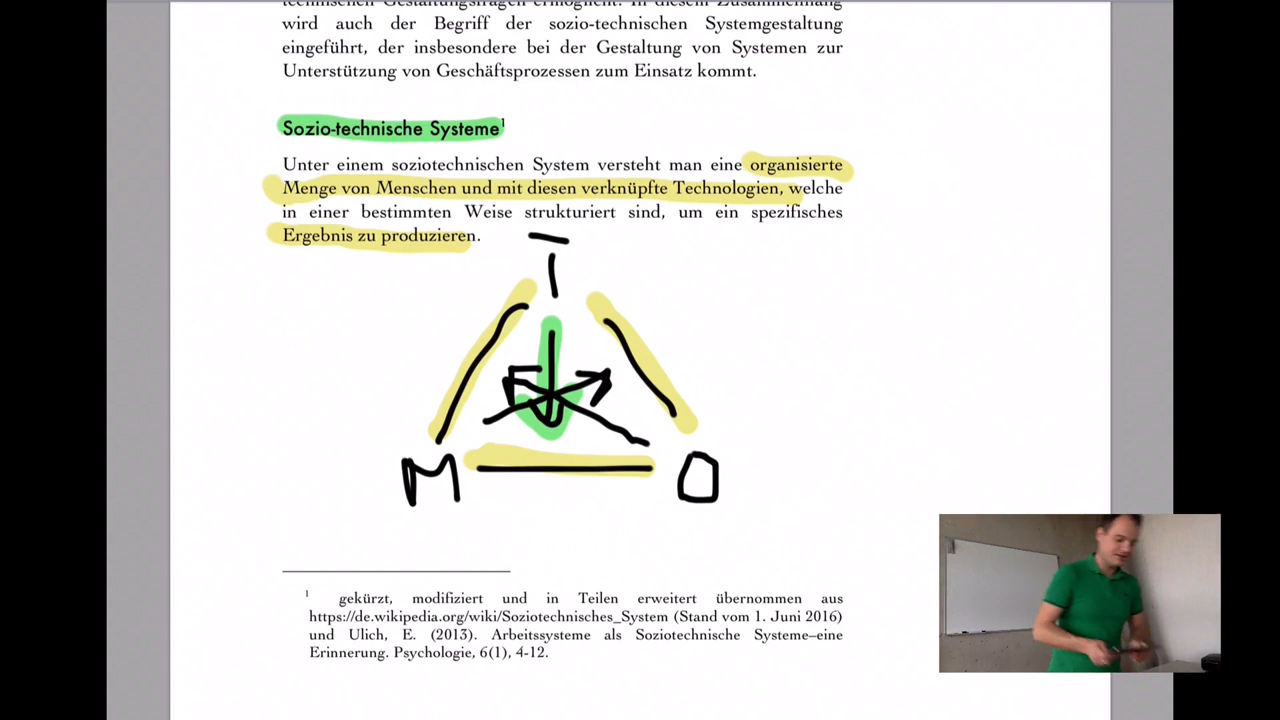 technischen Gestaltungsfragen ermöglicht. In diesem Zusammenhang
wird auch der Begriff der sozio-technischen Systemgestaltung
eingeführt, der insbesondere bei der Gestaltung von Systemen zur
Unterstützung von Geschäftsprozessen zum Einsatz kommt.
Sozio-technische Systeme1
Unter einem soziotechnischen System versteht man eine organisierte
Menge von Menschen und mit diesen verknüpfte Technologien, welche
in einer bestimmten Weise strukturiert sind, um ein spezifisches
Ergebnis zu produzieren.
T
M O
1 gekürzt, modifiziert und in Teilen erweitert übernommen aus
https://de.wikipedia.org/wiki/Soziotechnisches_System (Stand vom 1. Juni 2016)
und Ulich, E. (2013). Arbeitssysteme als Soziotechnische Systeme–eine
Erinnerung. Psychologie, 6(1), 4-12.